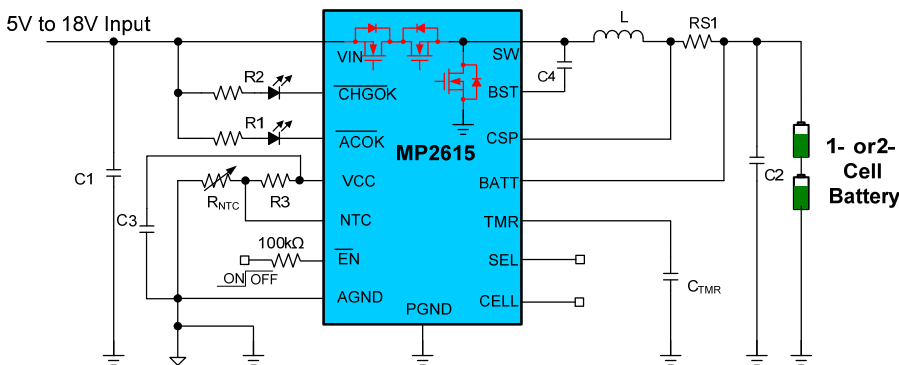 5V to 18V Input
L
RS1
VIN
SW
R2
C4
CHGOK
BST
R1
ACOK
CSP
MP2615
1- or2-
Cell
Battery
C1
VCC
BATT
C2
RNTC
R3
C3
NTC
TMR
100kΩ
EN
SEL
ON OFF
CTMR
AGND
CELL
PGND